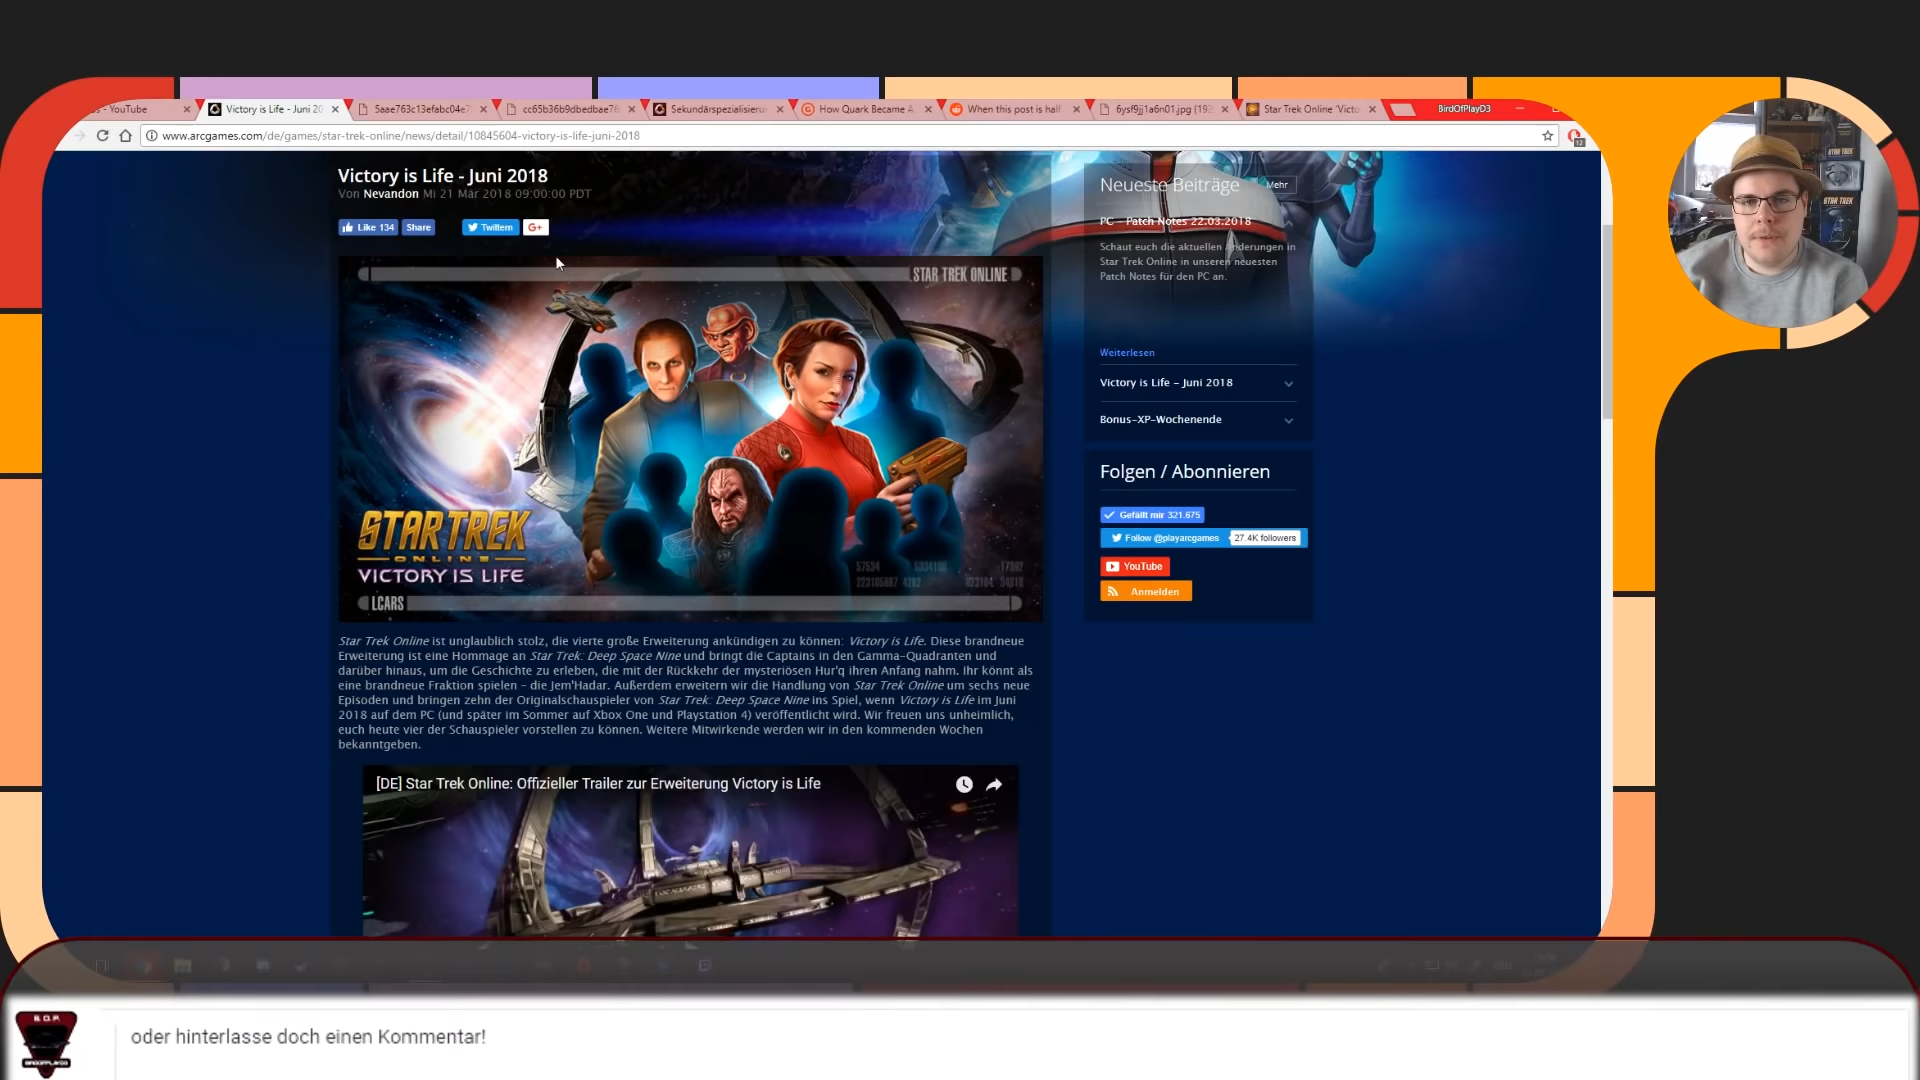 - YouTube
Victory is Life - Juni 20
5aae763c13efabc04e7
cc65b36b9dbedbae78
Sekundärspezialisieru
How Quark Became A
When this post is half
6ysf9jj1a6n01.jpg (192
Star Trek Online 'Victo
BirdOfPlayD3
www.arcgames.com/de/games/star-trek-online/news/detail/10845604-victory-is-life-juni-2018
Victory is Life - Juni 2018
Von Nevandon Mi 21 Mär 2018 09:00:00 PDT
Like 134
Share
Twittern
G+
STAR TREK ONLINE
STAR TREK
ONLINE
VICTORY IS LIFE
LCARS
Star Trek Online ist unglaublich stolz, die vierte große Erweiterung ankündigen zu können: Victory is Life. Diese brandneue
Erweiterung ist eine Hommage an Star Trek: Deep Space Nine und bringt die Captains in den Gamma-Quadranten und
darüber hinaus, um die Geschichte zu erleben, die mit der Rückkehr der mysteriösen Hur'q ihren Anfang nahm. Ihr könnt als
eine brandneue Fraktion spielen – die Jem'Hadar. Außerdem erweitern wir die Handlung von Star Trek Online um sechs neue
Episoden und bringen zehn der Originalschauspieler von Star Trek: Deep Space Nine ins Spiel, wenn Victory is Life im Juni
2018 auf dem PC (und später im Sommer auf Xbox One und Playstation 4) veröffentlicht wird. Wir freuen uns unheimlich,
euch heute vier der Schauspieler vorstellen zu können. Weitere Mitwirkende werden wir in den kommenden Wochen
bekanntgeben.
[DE] Star Trek Online: Offizieller Trailer zur Erweiterung Victory is Life
Neueste Beiträge
Mehr
PC – Patch Notes 22.03.2018
Schaut euch die aktuellen Änderungen in
Star Trek Online in unseren neuesten
Patch Notes für den PC an.
Weiterlesen
Victory is Life – Juni 2018
Bonus-XP-Wochenende
Folgen / Abonnieren
Gefällt mir 321.675
Follow @playarcgames
27.4K followers
YouTube
Anmelden
STAR TREK
STAR TREK
B.O.P.
oder hinterlasse doch einen Kommentar!